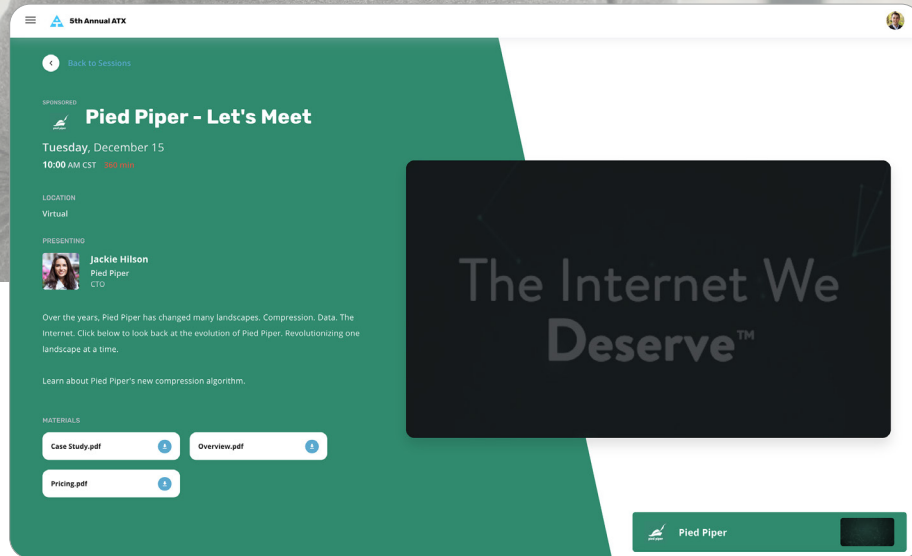 5th Annual ATX
Back to Sessions
SPONSORED
pied piper
Pied Piper - Let's Meet
Tuesday, December 15
10:00 AM CST
LOCATION
Virtual
PRESENTING
Jackie Hilson
Pied Piper
CTO
Over the years, Pied Piper has changed many landscapes. Compression. Data. The
Internet. Click below to look back at the evolution of Pied Piper. Revolutionizing one
landscape at a time.
Learn about Pied Piper's new compression algorithm.
MATERIALS
Case Study.pdf
Overview.pdf
Pricing.pdf
The Internet We
Deserve™
pied piper
Pied Piper